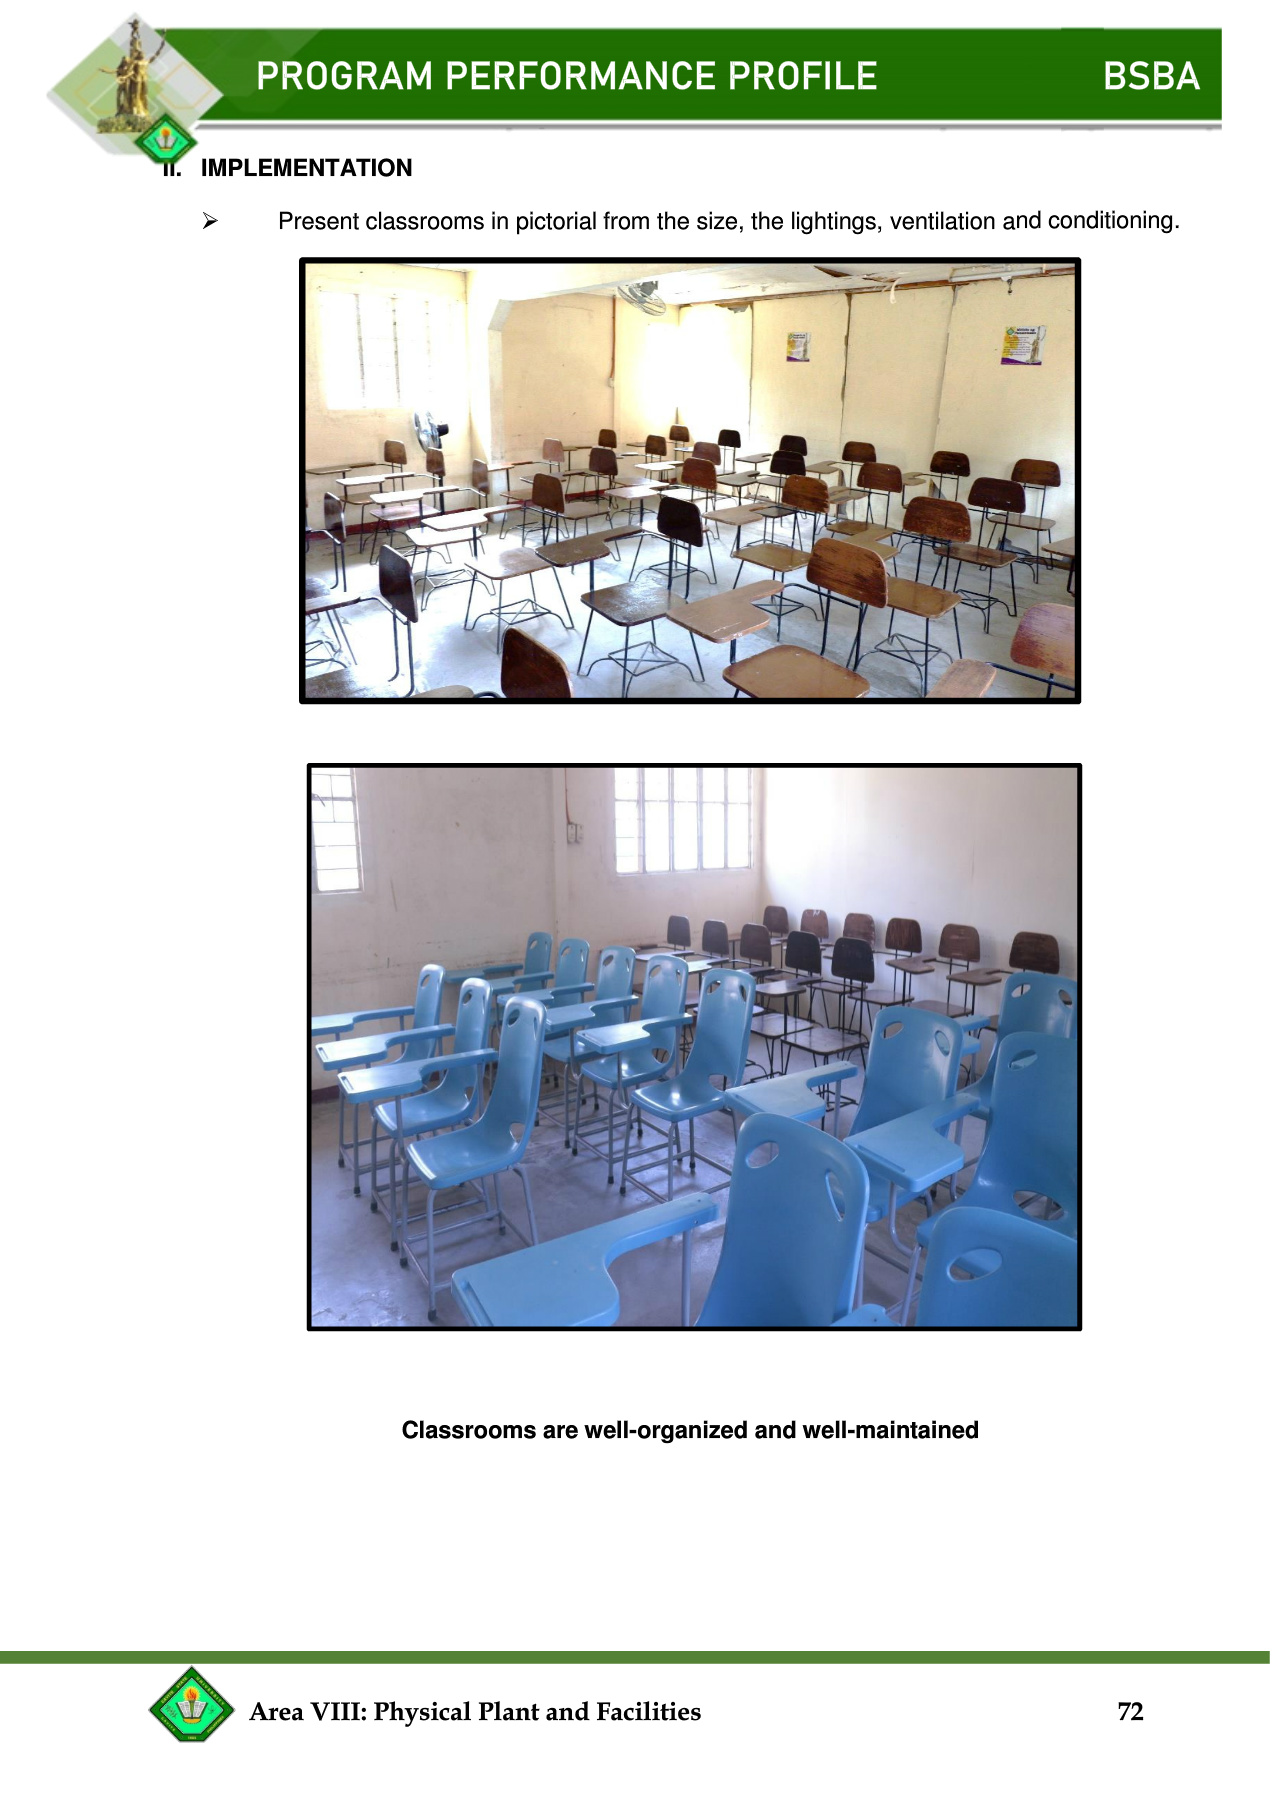 PROGRAM PERFORMANCE PROFILE BSBA
II. IMPLEMENTATION
➢ Present classrooms in pictorial from the size, the lightings, ventilation and conditioning.
Classrooms are well-organized and well-maintained
Area VIII: Physical Plant and Facilities 72